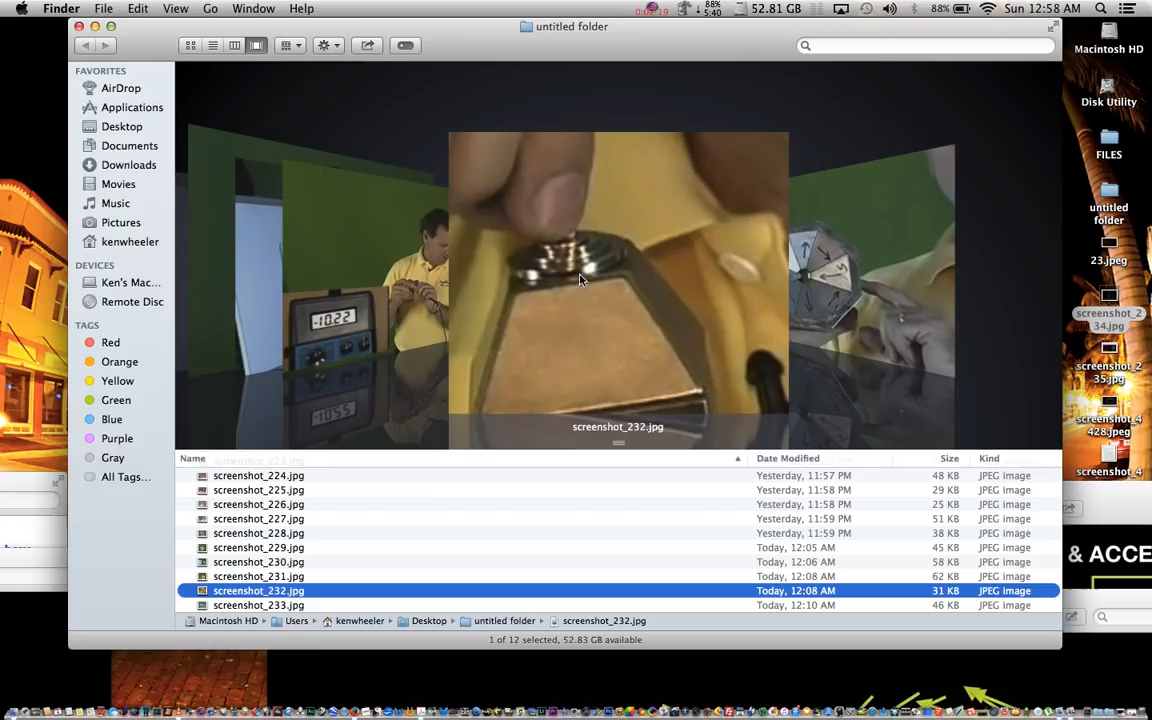 Finder File Edit View Go Window Help 88% 5:40 52.81 GB 88% Sun 12:58 AM
untitled folder
FAVORITES
AirDrop
Applications
Desktop
Documents
Downloads
Movies
Music
Pictures
kenwheeler
DEVICES
Ken's Mac...
Remote Disc
TAGS
Red
Orange
Yellow
Green
Blue
Purple
Gray
All Tags...
-10.22
screenshot_232.jpg
Name Date Modified Size Kind
screenshot_224.jpg Yesterday, 11:57 PM 48 KB JPEG image
screenshot_225.jpg Yesterday, 11:58 PM 29 KB JPEG image
screenshot_226.jpg Yesterday, 11:58 PM 25 KB JPEG image
screenshot_227.jpg Yesterday, 11:59 PM 51 KB JPEG image
screenshot_228.jpg Yesterday, 11:59 PM 38 KB JPEG image
screenshot_229.jpg Today, 12:05 AM 45 KB JPEG image
screenshot_230.jpg Today, 12:06 AM 58 KB JPEG image
screenshot_231.jpg Today, 12:08 AM 62 KB JPEG image
screenshot_232.jpg Today, 12:08 AM 31 KB JPEG image
screenshot_233.jpg Today, 12:10 AM 46 KB JPEG image
Macintosh HD Users kenwheeler Desktop untitled folder screenshot_232.jpg
1 of 12 selected, 52.83 GB available
Macintosh HD
Disk Utility
FILES
untitled
folder
23.jpeg
screenshot_2
34.jpg
screenshot_2
35.jpg
screenshot_4
428.jpeg
screenshot_4
& ACCE